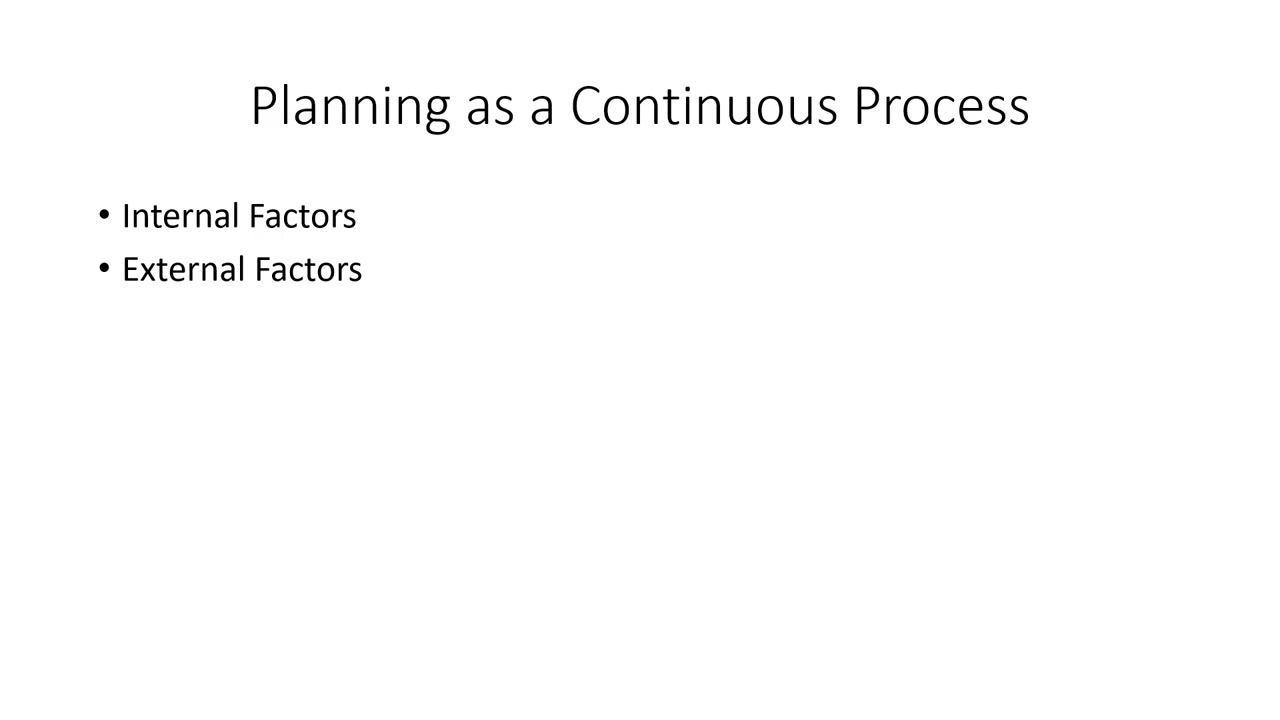 Planning as a Continuous Process
• Internal Factors
• External Factors